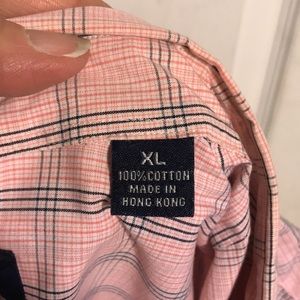 XL
100% COTTON
MADE IN
HONG KONG